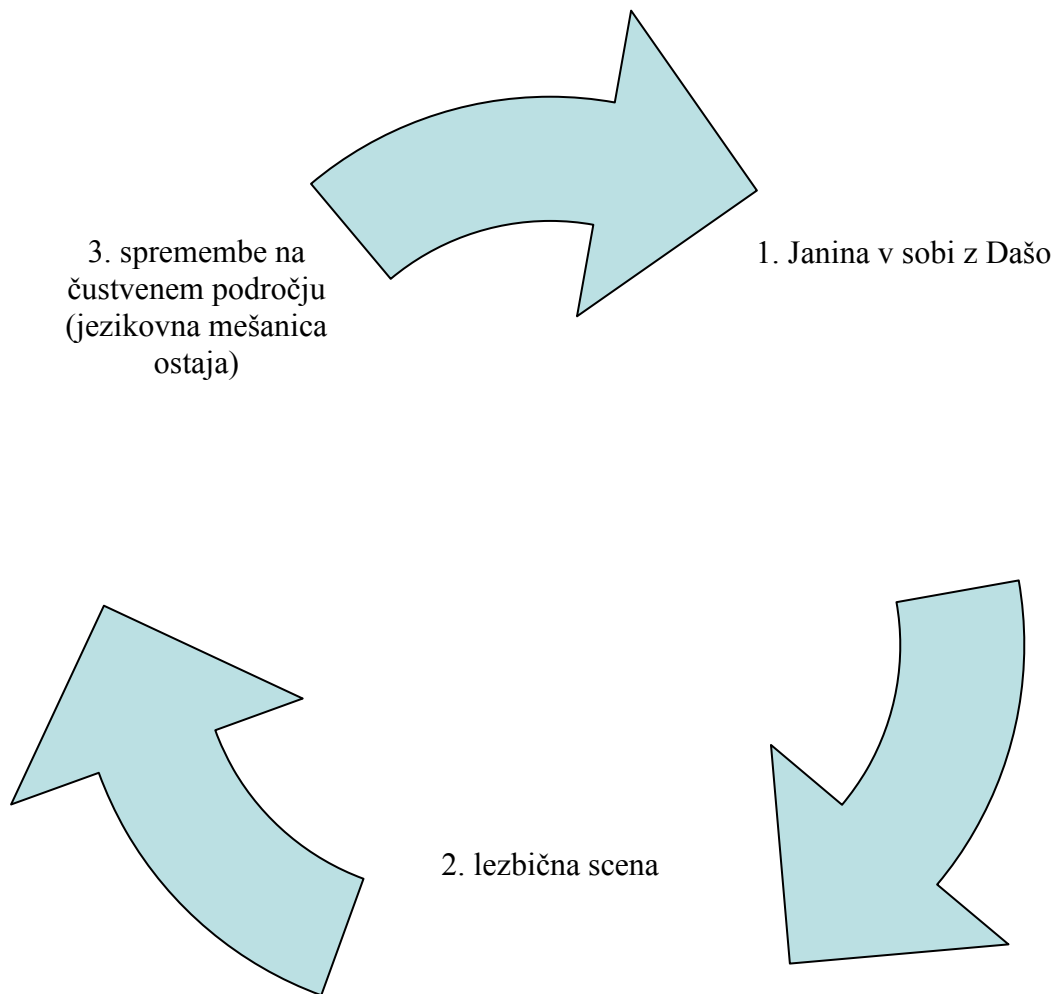 3. spremembe na
čustvenem področju
(jezikovna mešanica
ostaja)
1. Janina v sobi z Dašo
2. lezbična scena